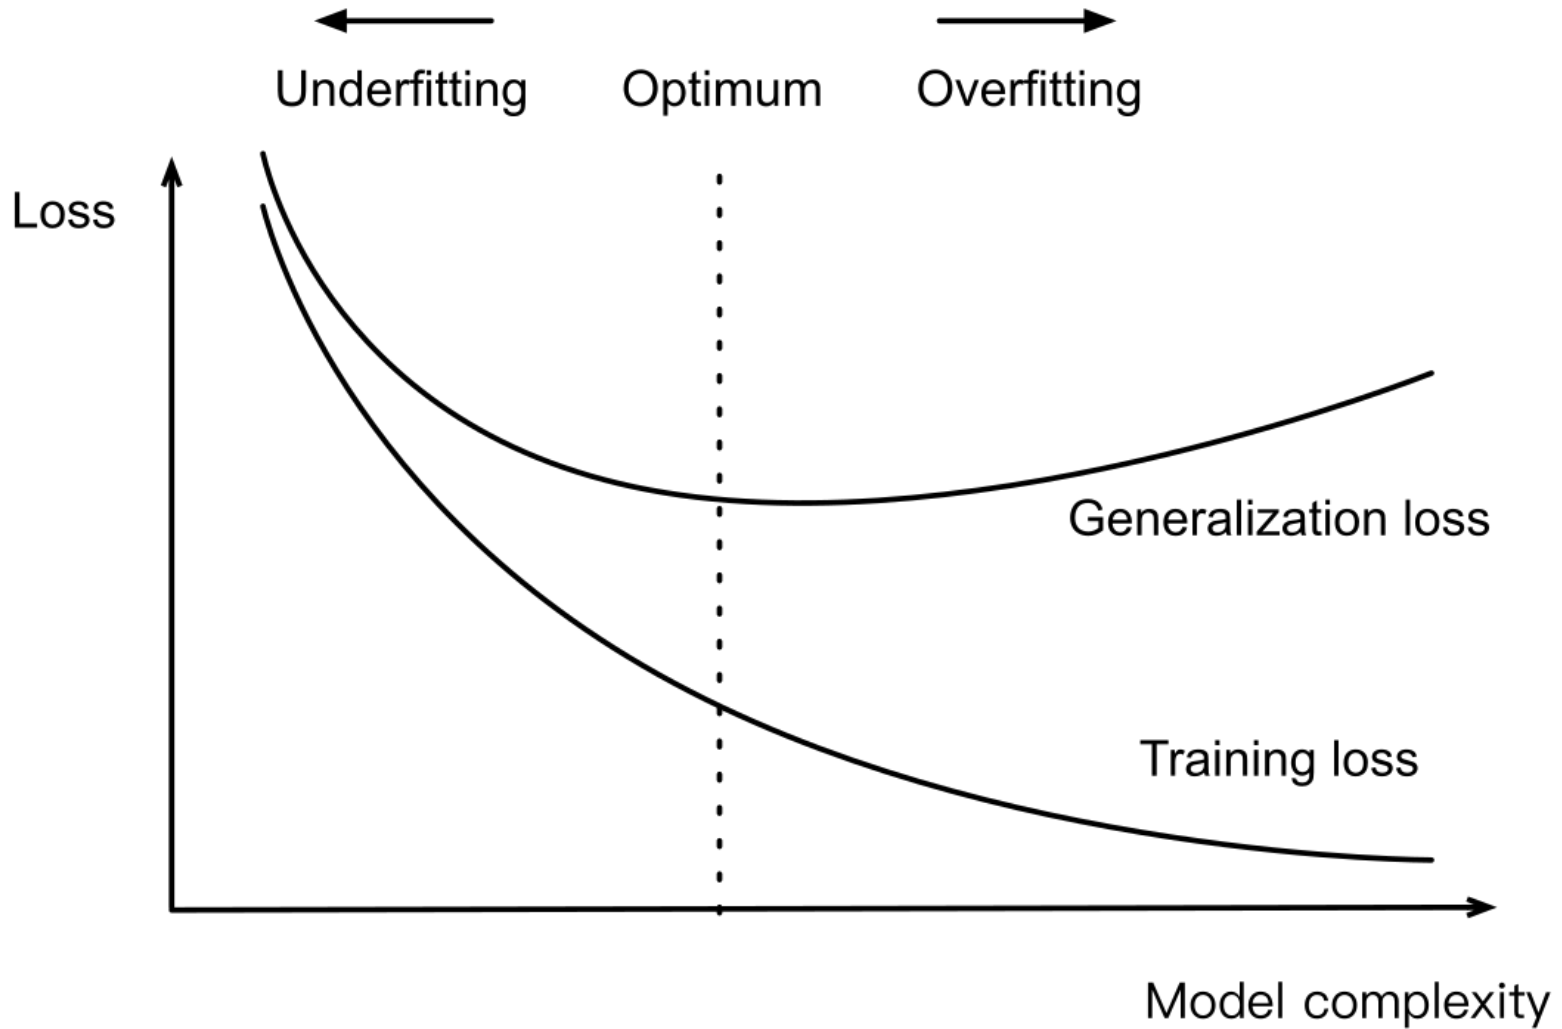 Underfitting Optimum Overfitting
Loss
Generalization loss
Training loss
Model complexity